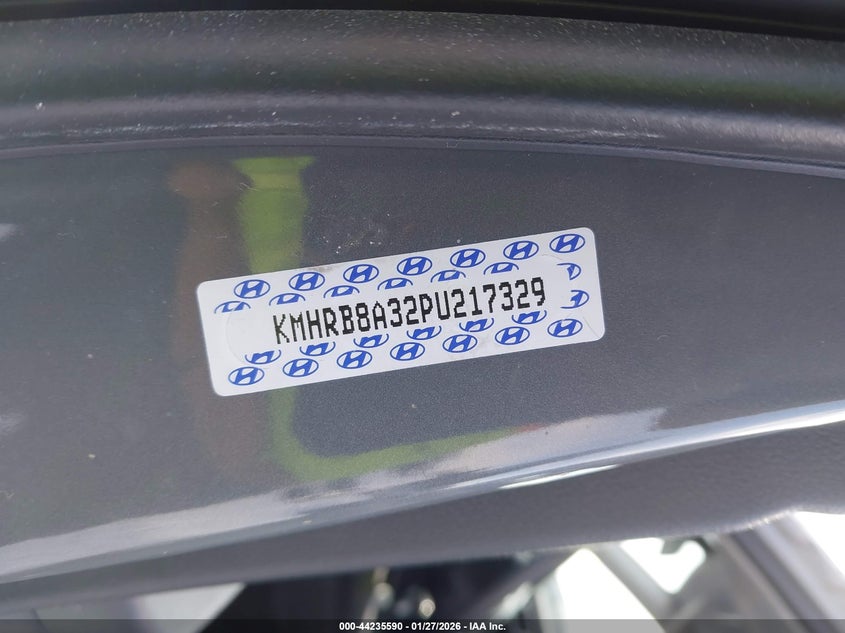 KMHRB8A32PU217329
000-44235590 - 01/27/2026 - IAA Inc.